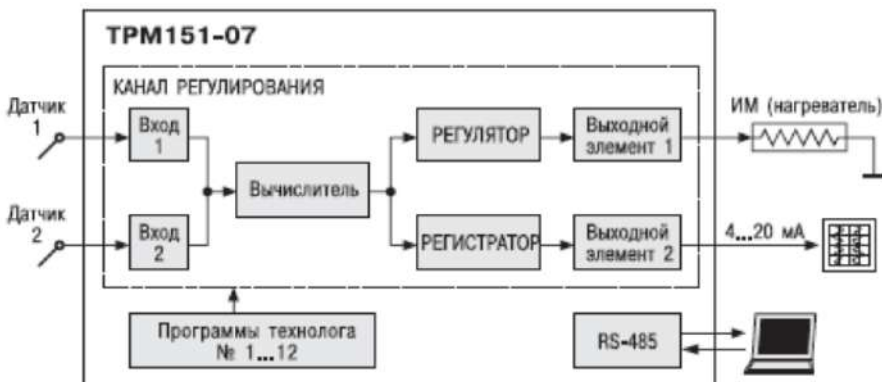 ТРМ151-07
КАНАЛ РЕГУЛИРОВАНИЯ
Датчик
1
Вход
1
РЕГУЛЯТОР
Выходной
элемент 1
ИМ (нагреватель)
Вычислитель
Датчик
2
Вход
2
РЕГИСТРАТОР
Выходной
элемент 2
4...20 мА
Программы технолога
№ 1...12
RS-485